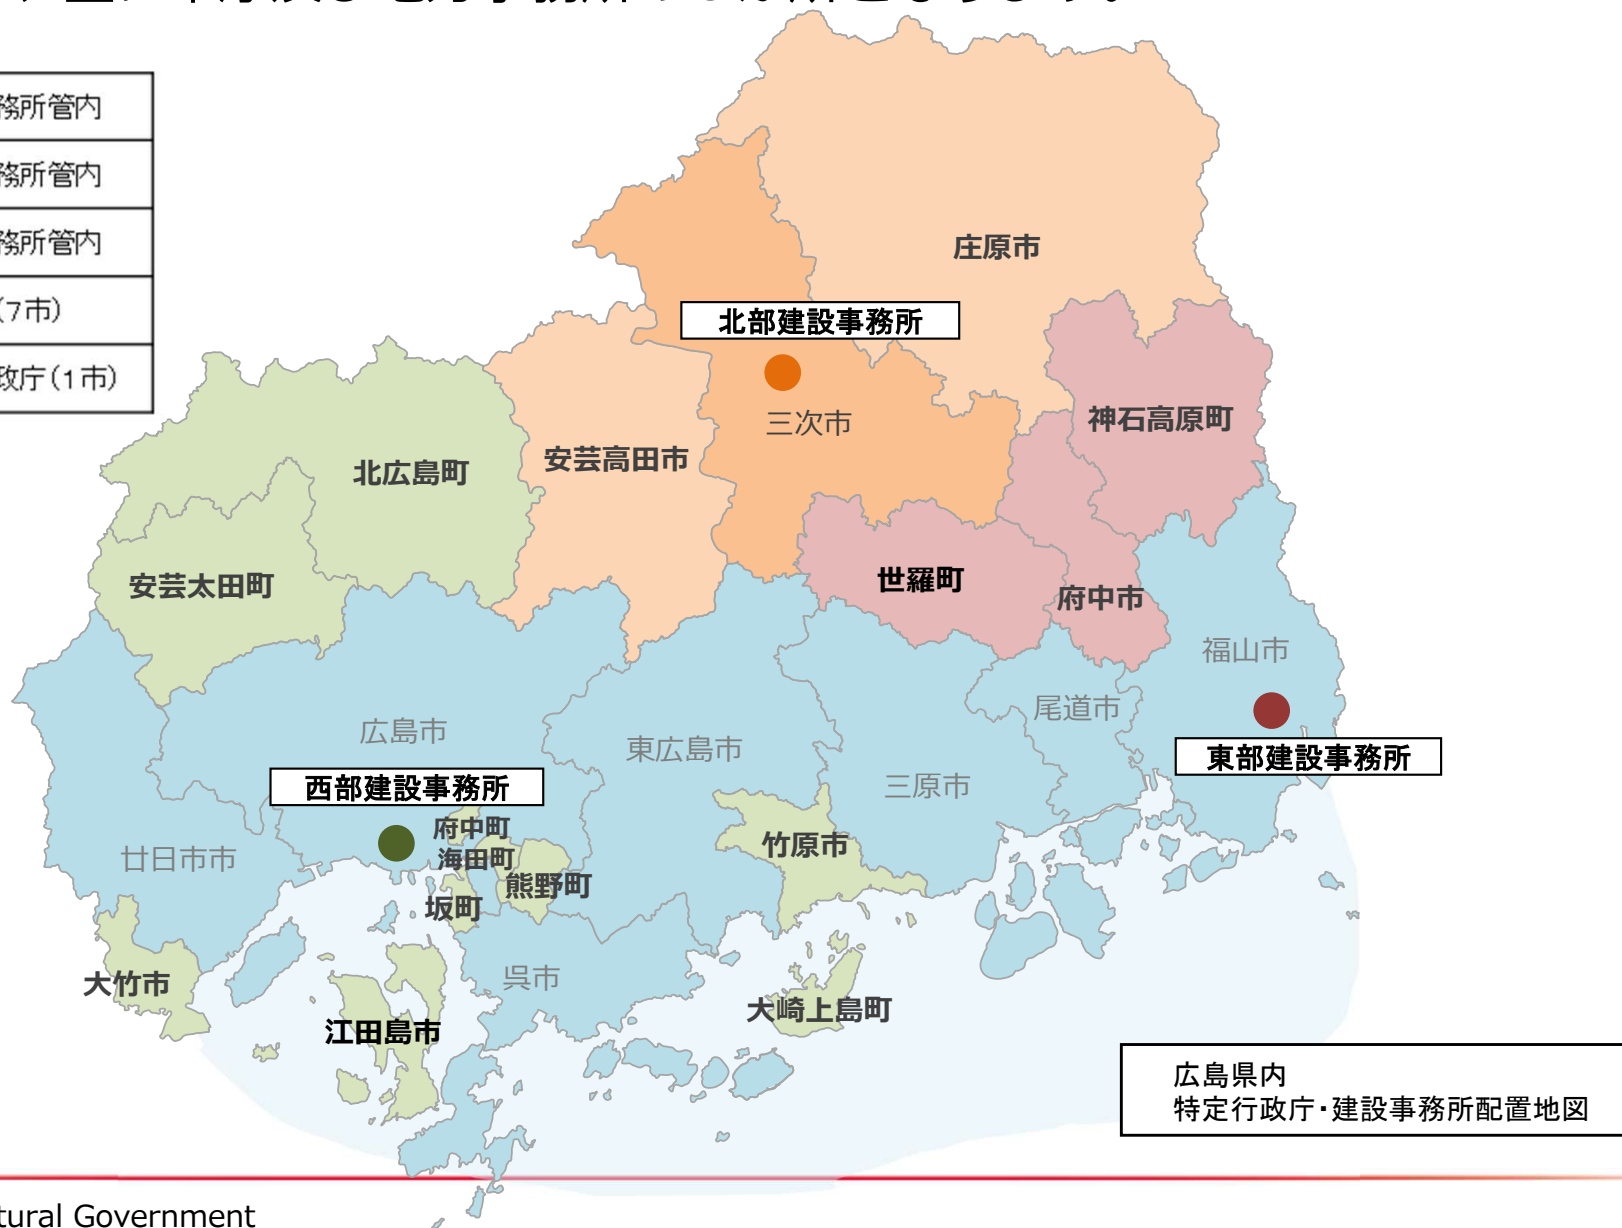 務所管内
務所管内
務所管内
(7市)
政庁(1市)
庄原市
北部建設事務所
三次市
神石高原町
安芸高田市
北広島町
安芸太田町
世羅町
府中市
福山市
尾道市
広島市
東広島市
東部建設事務所
西部建設事務所
三原市
府中町
竹原市
海田町
廿日市市
熊野町
坂町
呉市
大竹市
大崎上島町
江田島市
広島県内
特定行政庁・建設事務所配置地図
tural Government